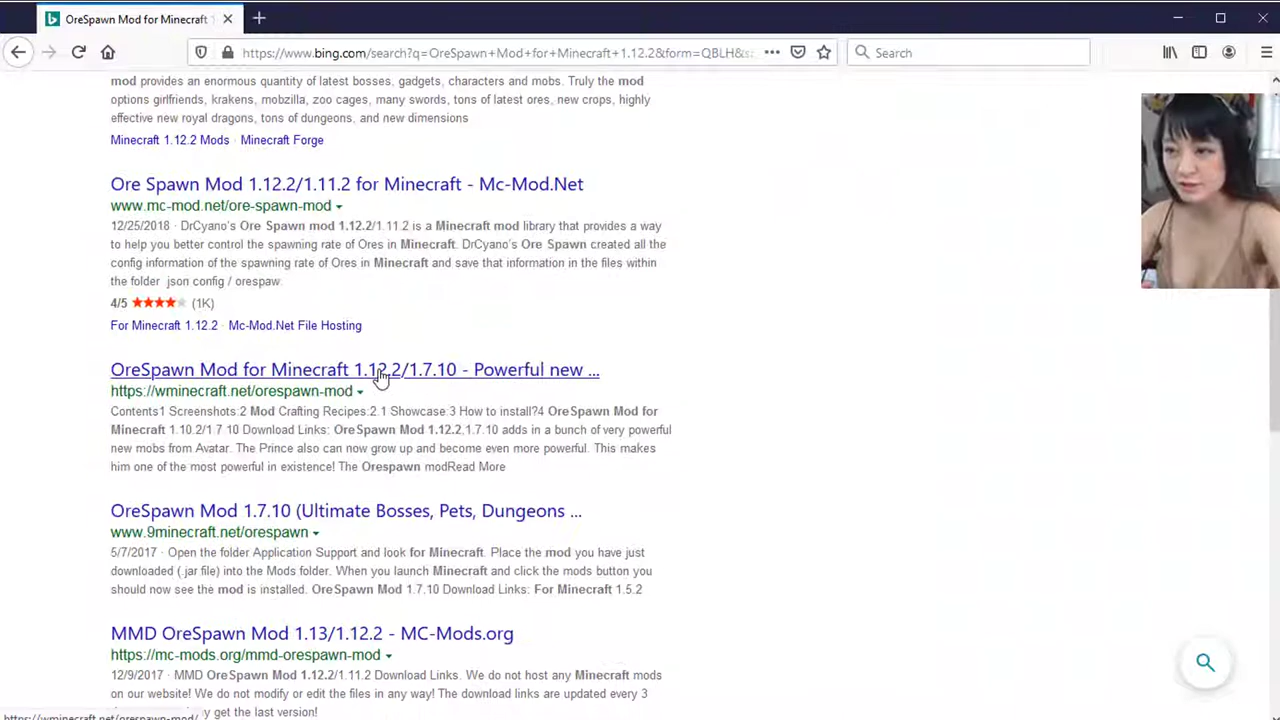 OreSpawn Mod for Minecraft 1
https://www.bing.com/search?q=OreSpawn+Mod+for+Minecraft+1.12.2&form=QBLH&s
Search
mod provides an enormous quantity of latest bosses, gadgets, characters and mobs. Truly the mod
options girlfriends, krakens, mobzilla, zoo cages, many swords, tons of latest ores, new crops, highly
effective new royal dragons, tons of dungeons, and new dimensions
Minecraft 1.12.2 Mods · Minecraft Forge
Ore Spawn Mod 1.12.2/1.11.2 for Minecraft - Mc-Mod.Net
www.mc-mod.net/ore-spawn-mod
12/25/2018 · DrCyano's Ore Spawn mod 1.12.2/1.11.2 is a Minecraft mod library that provides a way
to help you better control the spawning rate of Ores in Minecraft. DrCyano's Ore Spawn created all the
config information of the spawning rate of Ores in Minecraft and save that information in the files within
the folder json config / orespaw.
4/5 (1K)
For Minecraft 1.12.2 · Mc-Mod.Net File Hosting
OreSpawn Mod for Minecraft 1.12.2/1.7.10 - Powerful new ...
https://wminecraft.net/orespawn-mod
Contents1 Screenshots:2 Mod Crafting Recipes:2.1 Showcase:3 How to install?4 OreSpawn Mod for
Minecraft 1.10.2/1 7 10 Download Links: OreSpawn Mod 1.12.2,1.7.10 adds in a bunch of very powerful
new mobs from Avatar. The Prince also can now grow up and become even more powerful. This makes
him one of the most powerful in existence! The Orespawn modRead More
OreSpawn Mod 1.7.10 (Ultimate Bosses, Pets, Dungeons ...
www.9minecraft.net/orespawn
5/7/2017 · Open the folder Application Support and look for Minecraft. Place the mod you have just
downloaded (.jar file) into the Mods folder. When you launch Minecraft and click the mods button you
should now see the mod is installed. OreSpawn Mod 1.7.10 Download Links: For Minecraft 1.5.2
MMD OreSpawn Mod 1.13/1.12.2 - MC-Mods.org
https://mc-mods.org/mmd-orespawn-mod
12/9/2017 · MMD OreSpawn Mod 1.12.2/1.11.2 Download Links. We do not host any Minecraft mods
on our website! We do not modify or edit the files in any way! The download links are updated every 3
get the last version!
https://wminecraft.net/orespawn-mod/